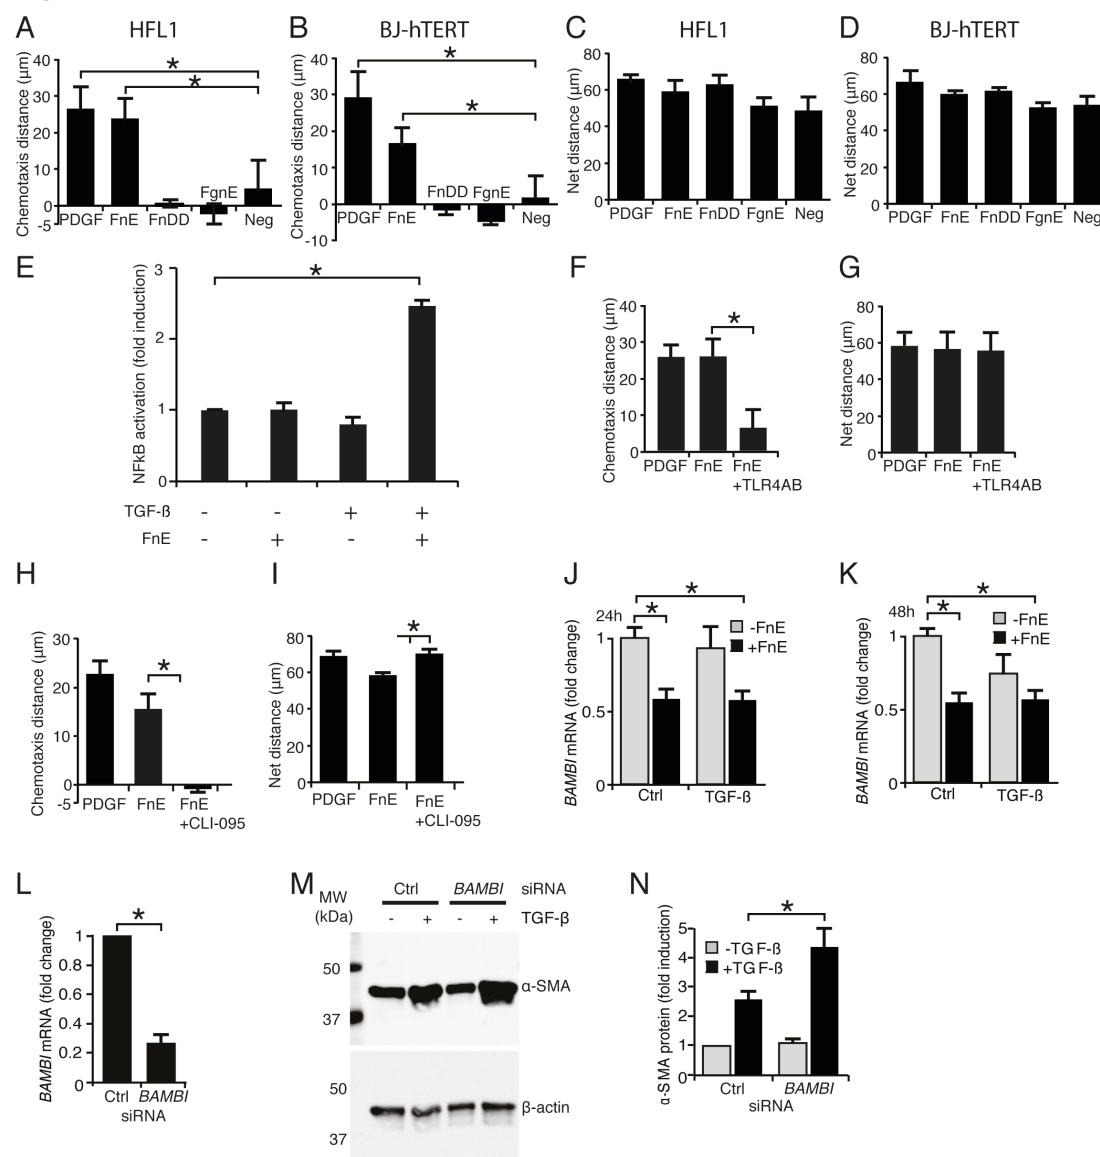 A
HFL1
Chemotaxis distance (µm)
40
30
20
10
0
-5
*
*
PDGF FnE FnDD FgnE Neg
B
BJ-hTERT
Chemotaxis distance (µm)
40
30
20
10
0
-10
*
*
PDGF FnE FnDD FgnE Neg
C
HFL1
Net distance (µm)
80
60
40
20
0
PDGF FnE FnDD FgnE Neg
D
BJ-hTERT
Net distance (µm)
80
60
40
20
0
PDGF FnE FnDD FgnE Neg
E
NFkB activation (fold induction)
3
2
1
0
*
TGF-ß - - + +
FnE - + - +
F
Chemotaxis distance (µm)
40
30
20
10
0
*
PDGF FnE FnE
+TLR4AB
G
Net distance (µm)
80
60
40
20
0
PDGF FnE FnE
+TLR4AB
H
Chemotaxis distance (µm)
30
20
10
0
-5
*
PDGF FnE FnE
+CLI-095
I
Net distance (µm)
80
60
40
20
0
*
PDGF FnE FnE
+CLI-095
J
24h
BAMBI mRNA (fold change)
1
0.5
0
*
*
-FnE
+FnE
Ctrl TGF-ß
K
48h
BAMBI mRNA (fold change)
1
0.5
0
*
*
-FnE
+FnE
Ctrl TGF-ß
L
BAMBI mRNA (fold change)
1
0.8
0.6
0.4
0.2
0
*
Ctrl BAMBI
siRNA
M
MW
(kDa)
Ctrl BAMBI siRNA
- + - + TGF-β
50
37
α-SMA
50
37
β-actin
N
α-SMA protein (fold induction)
5
4
3
2
1
0
*
-TGF-ß
+TGF-ß
Ctrl BAMBI
siRNA